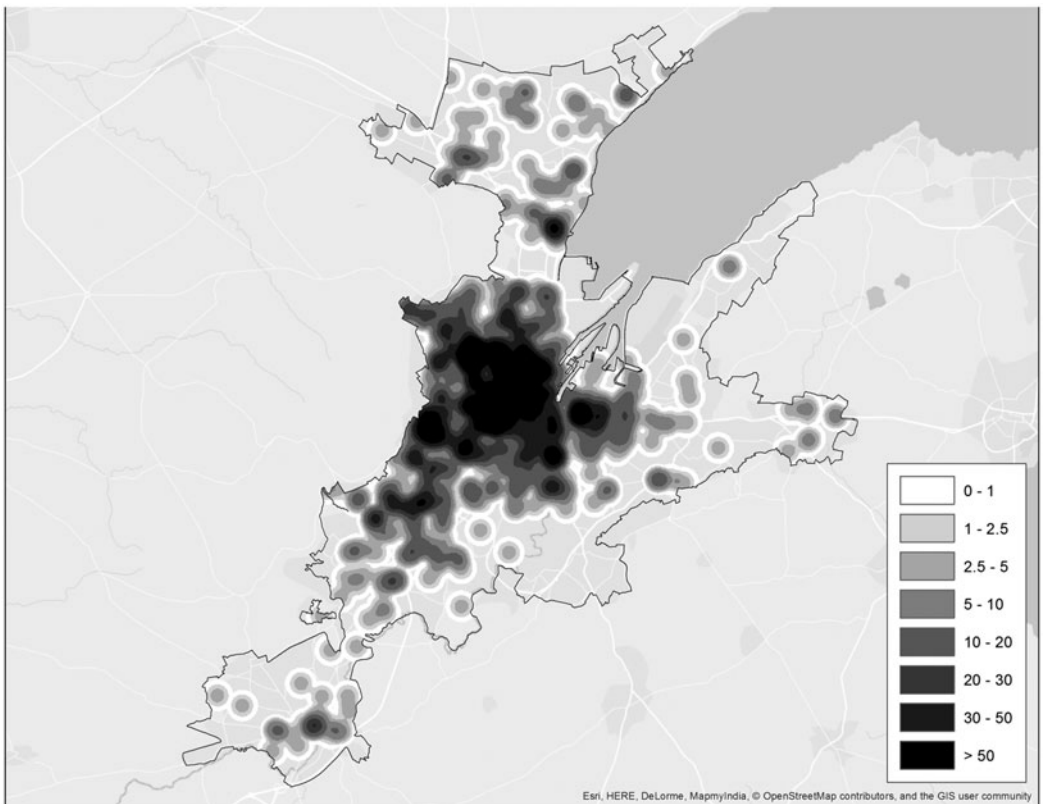 0 - 1
1 - 2.5
2.5 - 5
5 - 10
10 - 20
20 - 30
30 - 50
> 50
Esri, HERE, DeLorme, MapmyIndia, © OpenStreetMap contributors, and the GIS user community